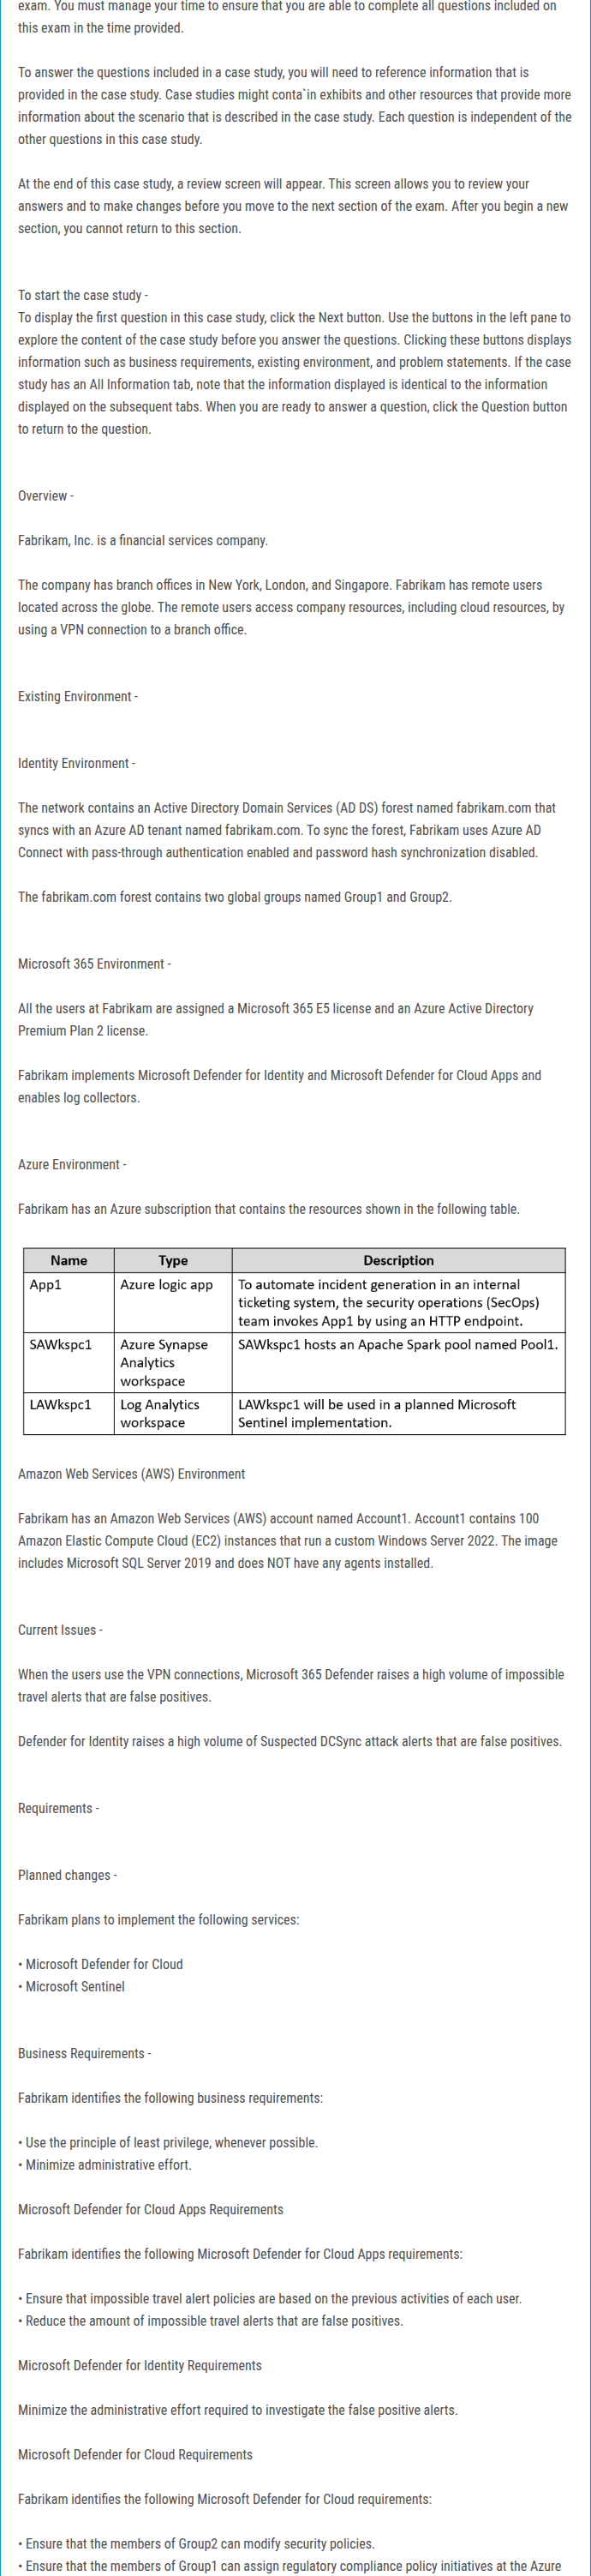 exam. You must manage your time to ensure that you are able to complete all questions included on
this exam in the time provided.
To answer the questions included in a case study, you will need to reference information that is
provided in the case study. Case studies might conta`in exhibits and other resources that provide more
information about the scenario that is described in the case study. Each question is independent of the
other questions in this case study.
At the end of this case study, a review screen will appear. This screen allows you to review your
answers and to make changes before you move to the next section of the exam. After you begin a new
section, you cannot return to this section.
To start the case study -
To display the first question in this case study, click the Next button. Use the buttons in the left pane to
explore the content of the case study before you answer the questions. Clicking these buttons displays
information such as business requirements, existing environment, and problem statements. If the case
study has an All Information tab, note that the information displayed is identical to the information
displayed on the subsequent tabs. When you are ready to answer a question, click the Question button
to return to the question.
Overview -
Fabrikam, Inc. is a financial services company.
The company has branch offices in New York, London, and Singapore. Fabrikam has remote users
located across the globe. The remote users access company resources, including cloud resources, by
using a VPN connection to a branch office.
Existing Environment -
Identity Environment -
The network contains an Active Directory Domain Services (AD DS) forest named fabrikam.com that
syncs with an Azure AD tenant named fabrikam.com. To sync the forest, Fabrikam uses Azure AD
Connect with pass-through authentication enabled and password hash synchronization disabled.
The fabrikam.com forest contains two global groups named Group1 and Group2.
Microsoft 365 Environment -
All the users at Fabrikam are assigned a Microsoft 365 E5 license and an Azure Active Directory
Premium Plan 2 license.
Fabrikam implements Microsoft Defender for Identity and Microsoft Defender for Cloud Apps and
enables log collectors.
Azure Environment -
Fabrikam has an Azure subscription that contains the resources shown in the following table.
Name Type Description
App1 Azure logic app To automate incident generation in an internal
ticketing system, the security operations (SecOps)
team invokes App1 by using an HTTP endpoint.
SAWkspc1 Azure Synapse SAWkspc1 hosts an Apache Spark pool named Pool1.
Analytics
workspace
LAWkspc1 Log Analytics LAWkspc1 will be used in a planned Microsoft
workspace Sentinel implementation.
Amazon Web Services (AWS) Environment
Fabrikam has an Amazon Web Services (AWS) account named Account1. Account1 contains 100
Amazon Elastic Compute Cloud (EC2) instances that run a custom Windows Server 2022. The image
includes Microsoft SQL Server 2019 and does NOT have any agents installed.
Current Issues -
When the users use the VPN connections, Microsoft 365 Defender raises a high volume of impossible
travel alerts that are false positives.
Defender for Identity raises a high volume of Suspected DCSync attack alerts that are false positives.
Requirements -
Planned changes -
Fabrikam plans to implement the following services:
• Microsoft Defender for Cloud
• Microsoft Sentinel
Business Requirements -
Fabrikam identifies the following business requirements:
• Use the principle of least privilege, whenever possible.
• Minimize administrative effort.
Microsoft Defender for Cloud Apps Requirements
Fabrikam identifies the following Microsoft Defender for Cloud Apps requirements:
• Ensure that impossible travel alert policies are based on the previous activities of each user.
• Reduce the amount of impossible travel alerts that are false positives.
Microsoft Defender for Identity Requirements
Minimize the administrative effort required to investigate the false positive alerts.
Microsoft Defender for Cloud Requirements
Fabrikam identifies the following Microsoft Defender for Cloud requirements:
• Ensure that the members of Group2 can modify security policies.
• Ensure that the members of Group1 can assign regulatory compliance policy initiatives at the Azure